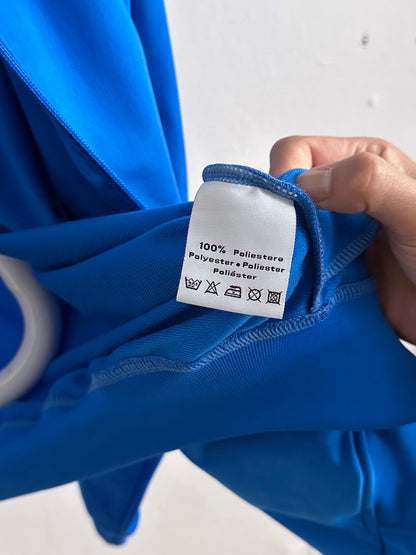 100% Poliestere
Polyester • Poliester
Poliéster